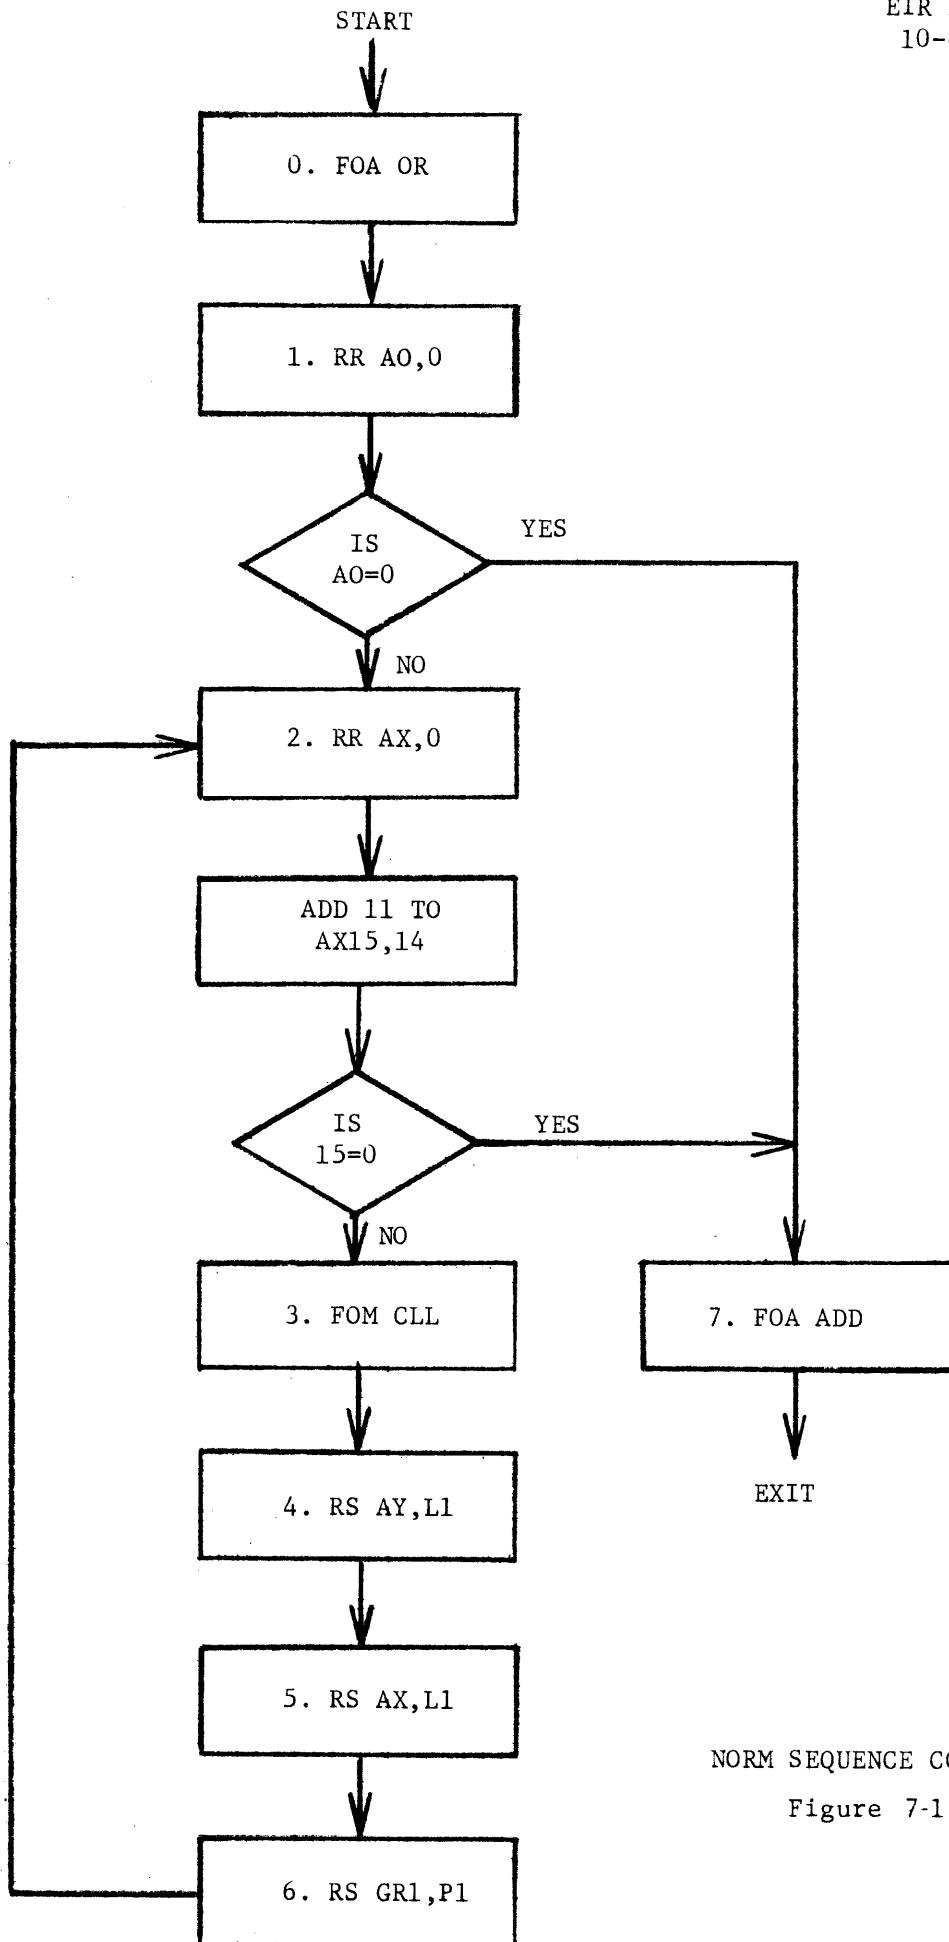 EIR
10-
START
0. FOA OR
1. RR AO,0
IS
AO=0
YES
NO
2. RR AX,0
ADD 11 TO
AX15,14
IS
15=0
YES
NO
3. FOM CLL
7. FOA ADD
4. RS AY,L1
EXIT
5. RS AX,L1
NORM SEQUENCE CO
Figure 7-1
6. RS GR1,P1